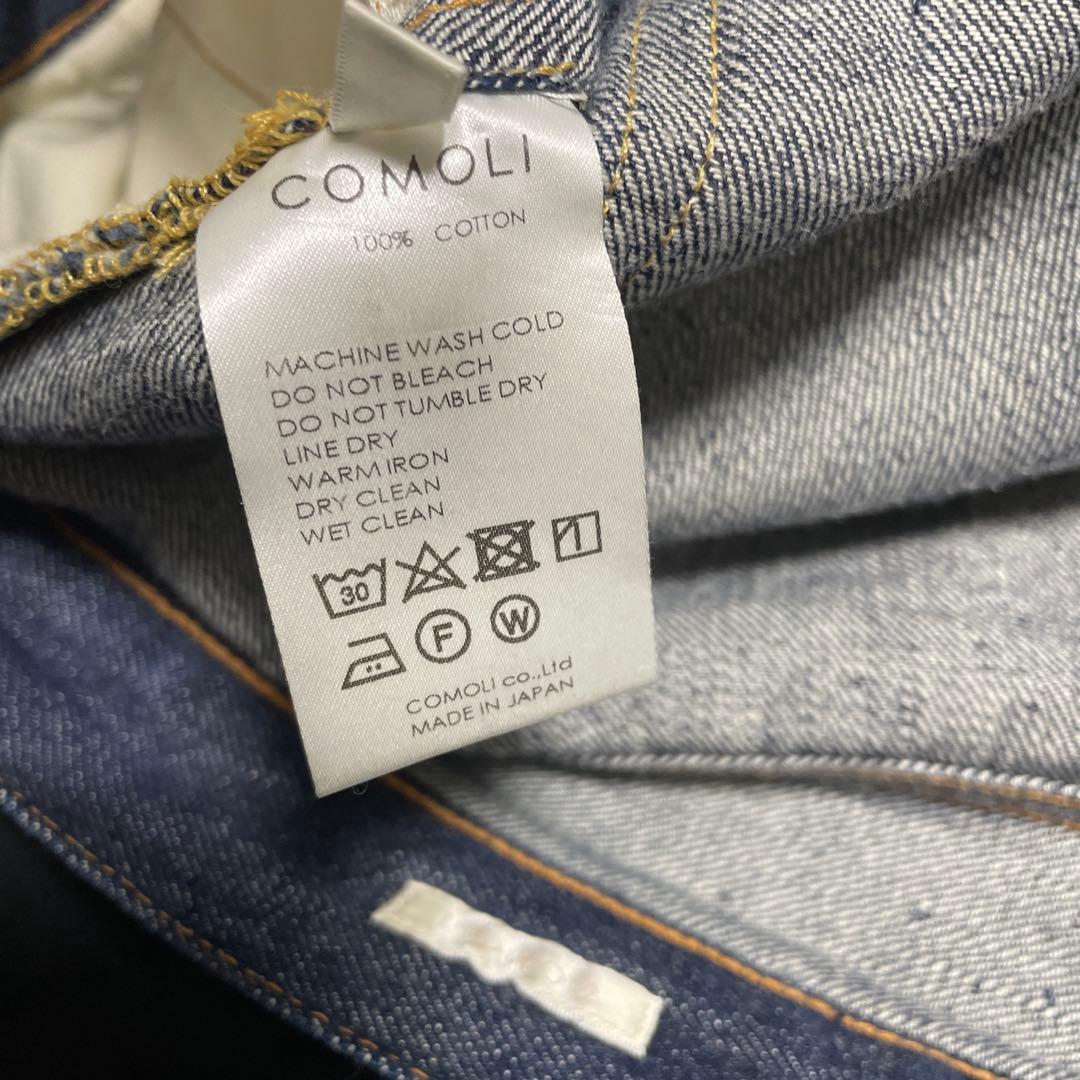 COMOLI
100% COTTON
MACHINE WASH COLD
DO NOT BLEACH
DO NOT TUMBLE DRY
LINE DRY
WARM IRON
DRY CLEAN
WET CLEAN
30
F W
COMOLI co.,Ltd
MADE IN JAPAN